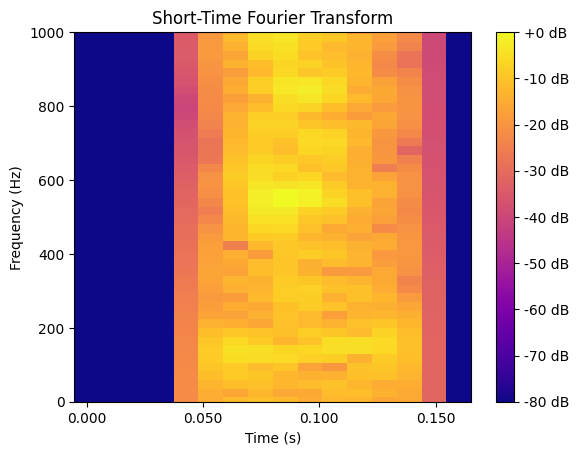 Short-Time Fourier Transform
Frequency (Hz)
1000
800
600
400
200
0
0.000 0.050 0.100 0.150
Time (s)
+0 dB
-10 dB
-20 dB
-30 dB
-40 dB
-50 dB
-60 dB
-70 dB
-80 dB